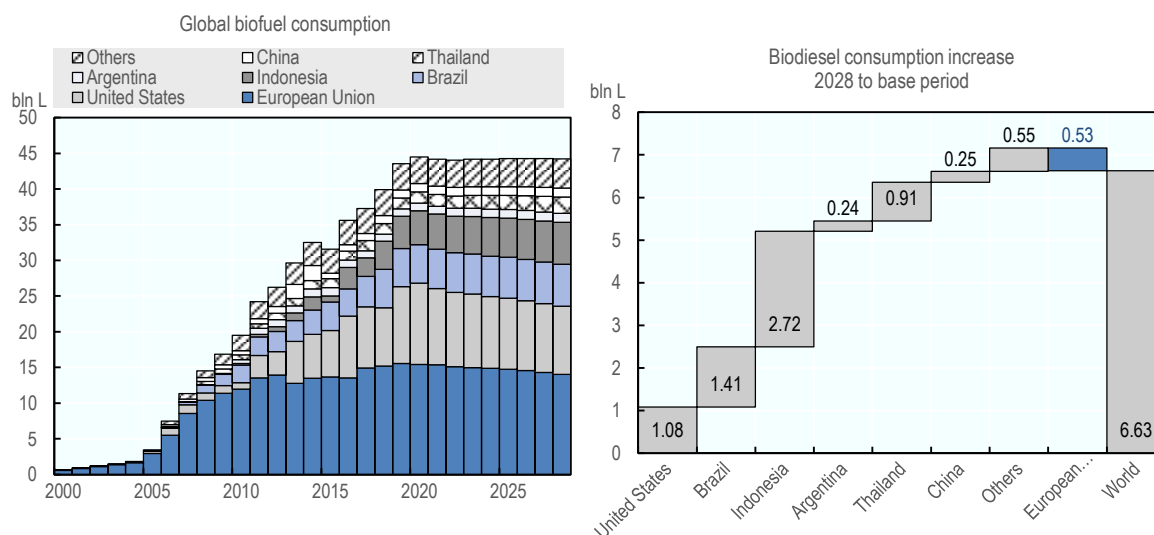 Global biofuel consumption
Others China Thailand
Argentina Indonesia Brazil
United States European Union
bln L
50
45
40
35
30
25
20
15
10
5
0
2000 2005 2010 2015 2020 2025
Biodiesel consumption increase
2028 to base period
bln L
8
7
6
5
4
3
2
1
0
1.08
1.41
2.72
0.24
0.91
0.25
0.55
0.53
6.63
United States
Brazil
Indonesia
Argentina
Thailand
China
Others
European...
World